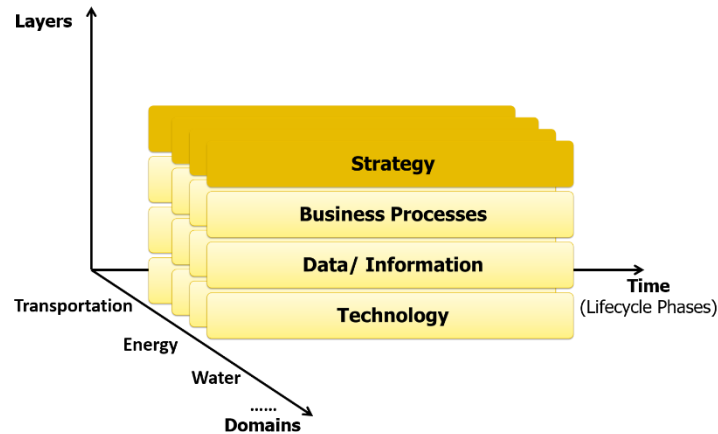 Layers
Strategy
Business Processes
Data/ Information
Technology
Time
(Lifecycle Phases)
Transportation
Energy
Water
......
Domains